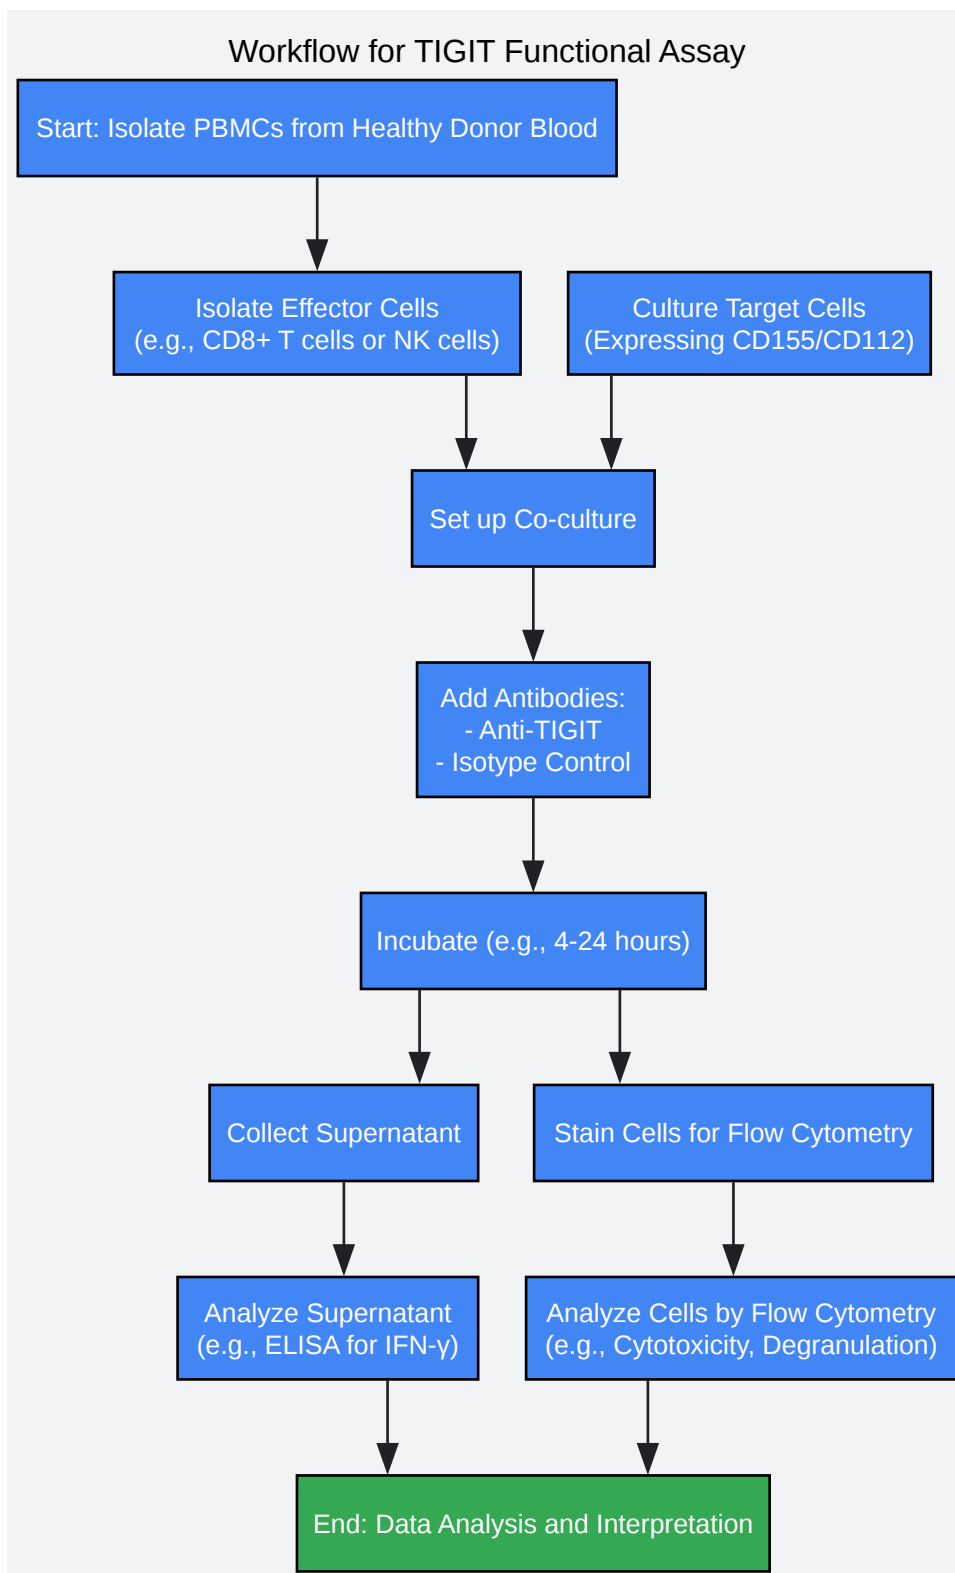 Workflow for TIGIT Functional Assay
Start: Isolate PBMCs from Healthy Donor Blood
Isolate Effector Cells
(e.g., CD8+ T cells or NK cells)
Culture Target Cells
(Expressing CD155/CD112)
Set up Co-culture
Add Antibodies:
- Anti-TIGIT
- Isotype Control
Incubate (e.g., 4-24 hours)
Collect Supernatant
Stain Cells for Flow Cytometry
Analyze Supernatant
(e.g., ELISA for IFN-γ)
Analyze Cells by Flow Cytometry
(e.g., Cytotoxicity, Degranulation)
End: Data Analysis and Interpretation